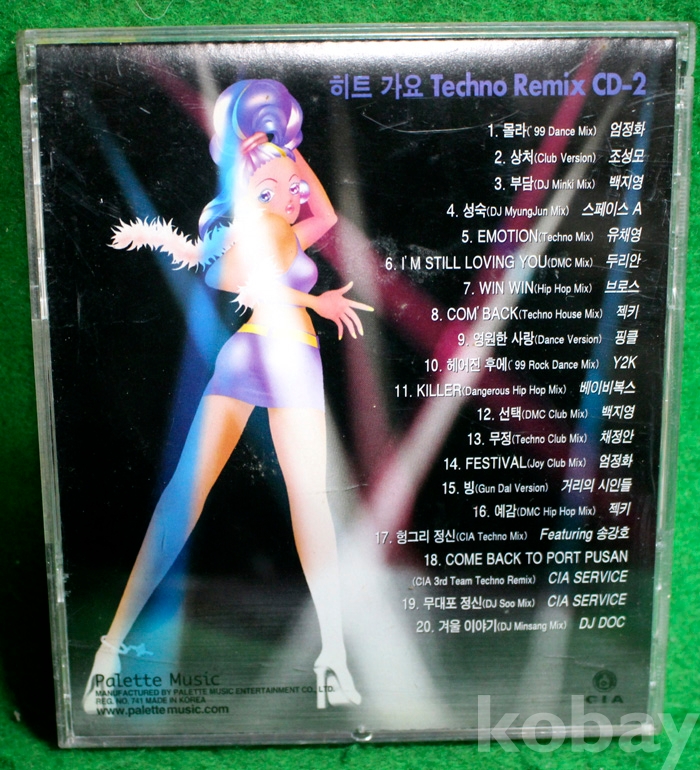 히트 가요 Techno Remix CD-2
1. 몰라('99 Dance Mix) 엄정화
2. 상처(Club Version) 조성모
3. 부담(DJ Minki Mix) 백지영
4. 성숙(DJ MyungJun Mix) 스페이스 A
5. EMOTION(Techno Mix) 유채영
6. I'M STILL LOVING YOU(DMC Mix) 두리안
7. WIN WIN(Hip Hop Mix) 브로스
8. COM' BACK(Techno House Mix) 젝키
9. 영원한 사랑(Dance Version) 핑클
10. 헤어진 후에('99 Rock Dance Mix) Y2K
11. KILLER(Dangerous Hip Hop Mix) 베이비복스
12. 선택(DMC Club Mix) 백지영
13. 무정(Techno Club Mix) 채정안
14. FESTIVAL(Joy Club Mix) 엄정화
15. 빙(Gun Dal Version) 거리의 시인들
16. 예감(DMC Hip Hop Mix) 젝키
17. 헝그리 정신(CIA Techno Mix) Featuring 송강호
18. COME BACK TO PORT PUSAN
(CIA 3rd Team Techno Remix) CIA SERVICE
19. 무대포 정신(DJ Soo Mix) CIA SERVICE
20. 겨울 이야기(DJ Minsang Mix) DJ DOC
Palette Music
MANUFACTURED BY PALETTE MUSIC ENTERTAINMENT CO., LTD.
REG. NO. 741 MADE IN KOREA
www.palettemusic.com
CIA
kobay